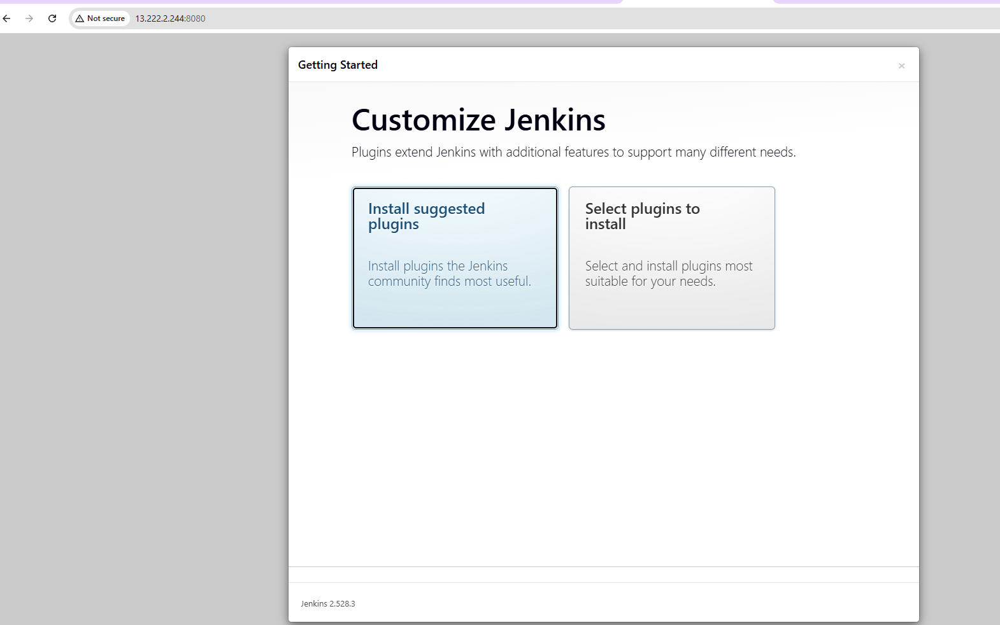 Not secure 13.222.2.244:8080
Getting Started ×
Customize Jenkins
Plugins extend Jenkins with additional features to support many different needs.
Install suggested
plugins
Install plugins the Jenkins
community finds most useful.
Select plugins to
install
Select and install plugins most
suitable for your needs.
Jenkins 2.528.3